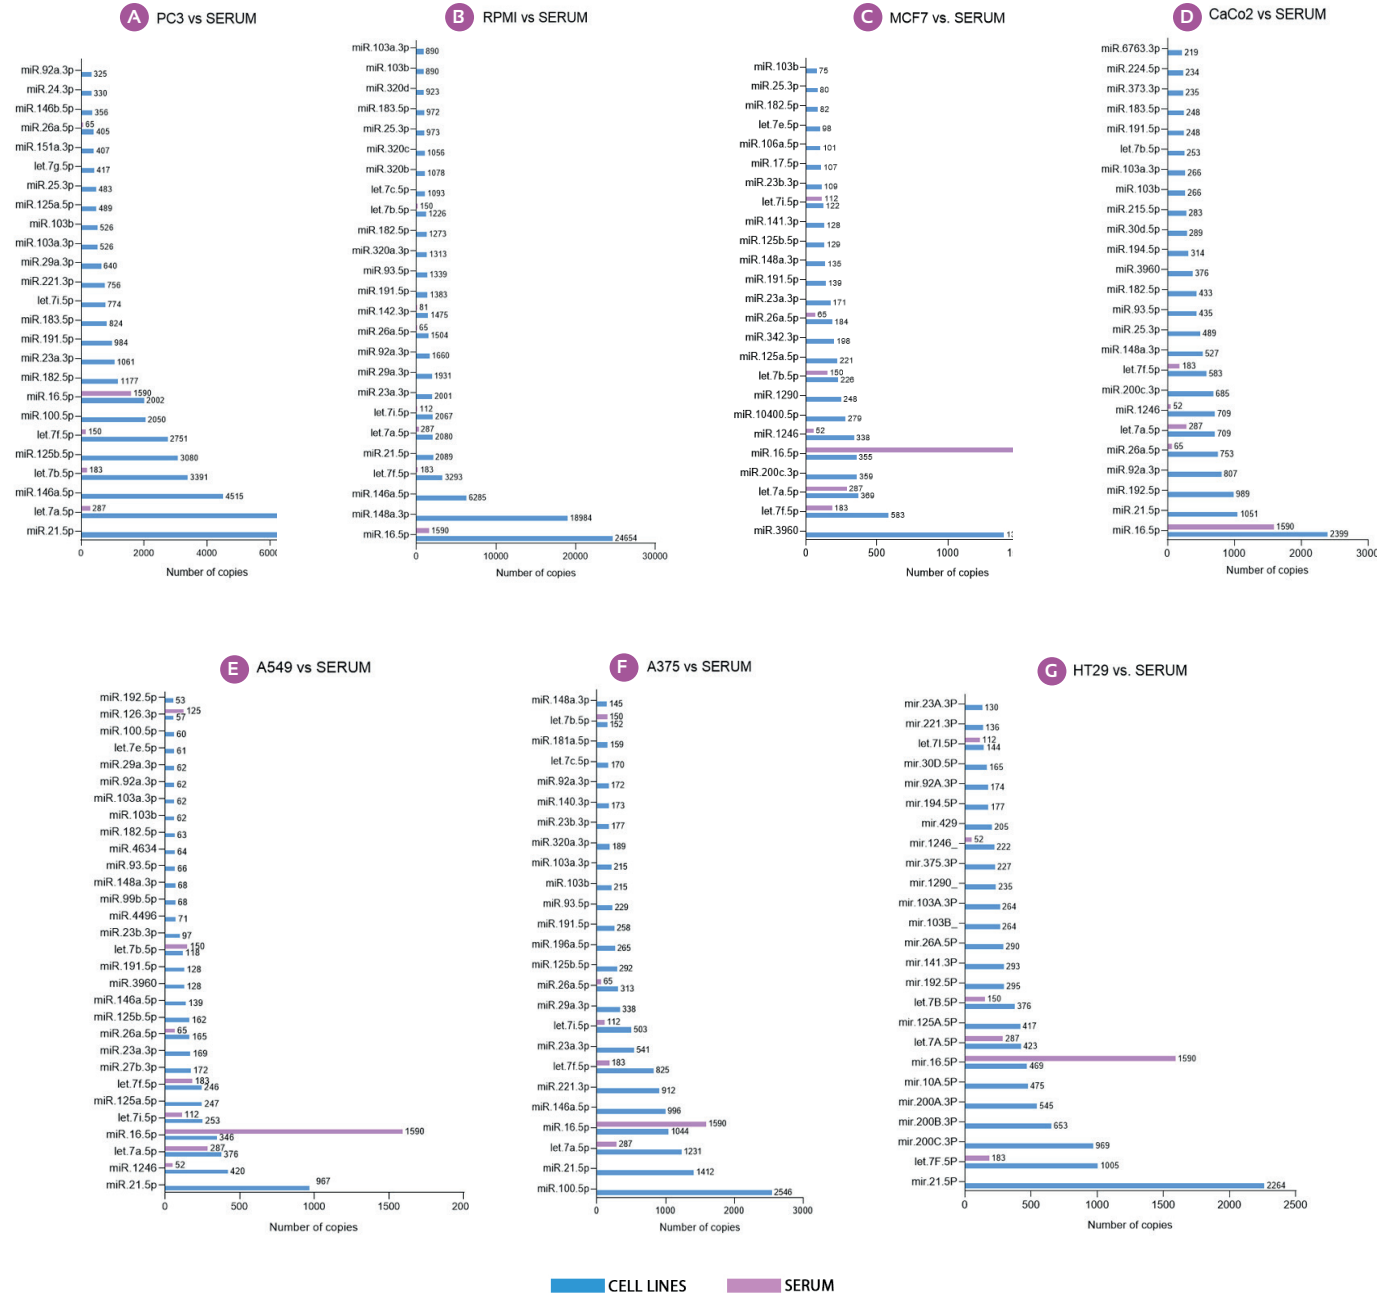 A PC3 vs SERUM
miR.92a.3p 325
miR.24.3p 330
miR.146b.5p 356
miR.26a.5p 65 405
miR.151a.3p 407
let.7g.5p 417
miR.25.3p 483
miR.125a.5p 489
miR.103b 526
miR.103a.3p 526
miR.29a.3p 640
miR.221.3p 756
let.7i.5p 774
miR.183.5p 824
miR.191.5p 984
miR.23a.3p 1061
miR.182.5p 1177
miR.16.5p 1590 2002
miR.100.5p 2050
let.7f.5p 150 2751
miR.125b.5p 3080
let.7b.5p 183 3391
miR.146a.5p 4515
let.7a.5p 287
miR.21.5p
0 2000 4000 6000
Number of copies
B RPMI vs SERUM
miR.103a.3p 890
miR.103b 890
miR.320d 923
miR.183.5p 972
miR.25.3p 973
miR.320c 1056
miR.320b 1078
let.7c.5p 1093
let.7b.5p 150 1226
miR.182.5p 1273
miR.320a.3p 1313
miR.93.5p 1339
miR.191.5p 1383
miR.142.3p 81 1475
miR.26a.5p 65 1504
miR.92a.3p 1660
miR.29a.3p 1931
miR.23a.3p 2001
let.7i.5p 112 2067
let.7a.5p 287 2080
miR.21.5p 2089
let.7f.5p 183 3293
miR.146a.5p 6285
miR.148a.3p 18984
miR.16.5p 1590 24654
0 10000 20000 30000
Number of copies
C MCF7 vs. SERUM
miR.103b 75
miR.25.3p 80
miR.182.5p 82
let.7e.5p 98
miR.106a.5p 101
miR.17.5p 107
miR.23b.3p 109
let.7i.5p 112 122
miR.141.3p 128
miR.125b.5p 129
miR.148a.3p 135
miR.191.5p 139
miR.23a.3p 171
miR.26a.5p 65 184
miR.342.3p 198
miR.125a.5p 221
let.7b.5p 150 226
miR.1290 248
miR.10400.5p 279
miR.1246 52 338
miR.16.5p 355
miR.200c.3p 359
let.7a.5p 287 369
let.7f.5p 183 583
miR.3960
0 500 1000
Number of copies
D CaCo2 vs SERUM
miR.6763.3p 219
miR.224.5p 234
miR.373.3p 235
miR.183.5p 248
miR.191.5p 248
let.7b.5p 253
miR.103a.3p 266
miR.103b 266
miR.215.5p 283
miR.30d.5p 289
miR.194.5p 314
miR.3960 376
miR.182.5p 433
miR.93.5p 435
miR.25.3p 489
miR.148a.3p 527
let.7f.5p 183 583
miR.200c.3p 685
miR.1246 52 709
let.7a.5p 287 709
miR.26a.5p 65 753
miR.92a.3p 807
miR.192.5p 989
miR.21.5p 1051
miR.16.5p 1590 2399
0 1000 2000 3000
Number of copies
E A549 vs SERUM
miR.192.5p 53
miR.126.3p 125 57
miR.100.5p 60
let.7e.5p 61
miR.29a.3p 62
miR.92a.3p 62
miR.103a.3p 62
miR.103b 62
miR.182.5p 63
miR.4634 64
miR.93.5p 66
miR.148a.3p 68
miR.99b.5p 68
miR.4496 71
miR.23b.3p 97
let.7b.5p 150 118
miR.191.5p 128
miR.3960 128
miR.146a.5p 139
miR.125b.5p 162
miR.26a.5p 65 165
miR.23a.3p 169
miR.27b.3p 172
let.7f.5p 183 246
miR.125a.5p 247
let.7i.5p 112 253
miR.16.5p 1590 346
let.7a.5p 287 376
miR.1246 52 420
miR.21.5p 967
0 500 1000 1500 200
Number of copies
F A375 vs SERUM
miR.148a.3p 145
let.7b.5p 150 152
miR.181a.5p 159
let.7c.5p 170
miR.92a.3p 172
miR.140.3p 173
miR.23b.3p 177
miR.320a.3p 189
miR.103a.3p 215
miR.103b 215
miR.93.5p 229
miR.191.5p 258
miR.196a.5p 265
miR.125b.5p 292
miR.26a.5p 65 313
miR.29a.3p 338
let.7i.5p 112 503
miR.23a.3p 541
let.7f.5p 183 825
miR.221.3p 912
miR.146a.5p 996
miR.16.5p 1590 1044
let.7a.5p 287 1231
miR.21.5p 1412
miR.100.5p 2546
0 1000 2000 3000
Number of copies
G HT29 vs. SERUM
mir.23A.3P 130
mir.221.3P 136
let.7I.5P 112 144
mir.30D.5P 165
mir.92A.3P 174
mir.194.5P 177
mir.429 205
mir.1246_ 52 222
mir.375.3P 227
mir.1290_ 235
mir.103A.3P 264
mir.103B_ 264
mir.26A.5P 290
mir.141.3P 293
mir.192.5P 295
let.7B.5P 150 376
mir.125A.5P 417
let.7A.5P 287 423
mir.16.5P 1590 469
mir.10A.5P 475
mir.200A.3P 545
mir.200B.3P 653
mir.200C.3P 969
let.7F.5P 183 1005
mir.21.5P 2264
0 500 1000 1500 2000 2500
Number of copies
CELL LINES SERUM